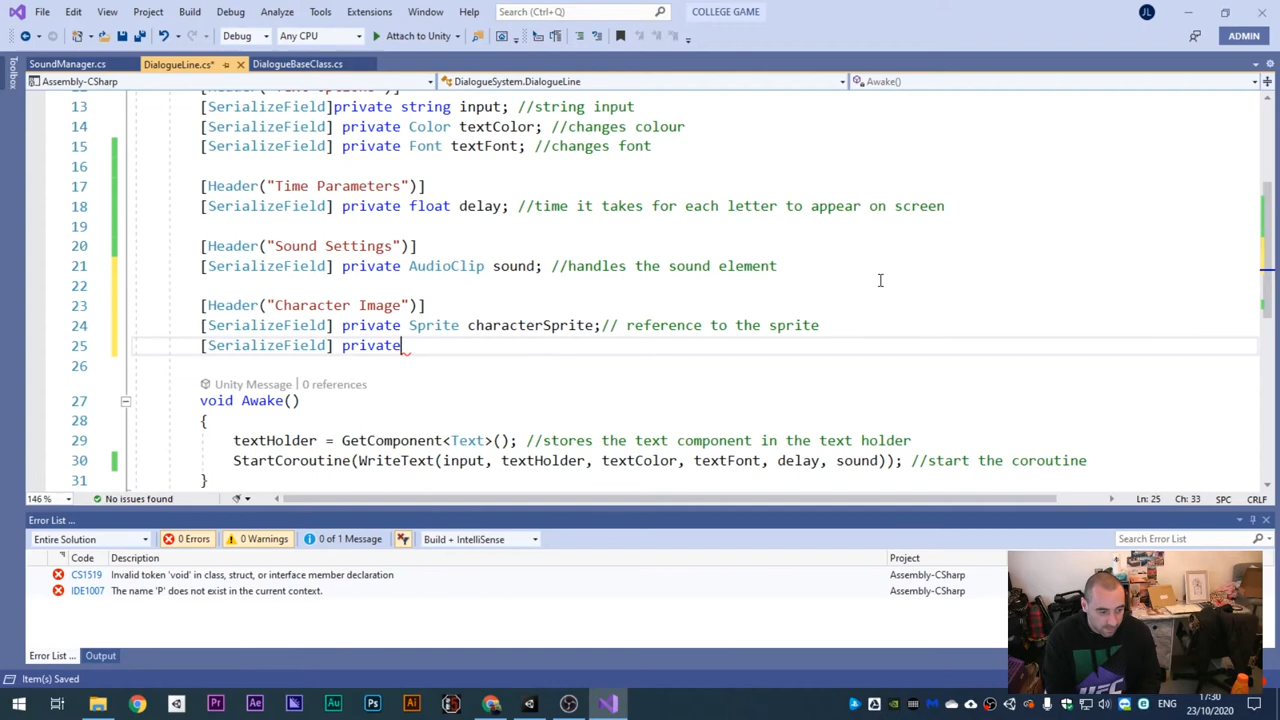 File Edit View Project Build Debug Analyze Tools Extensions Window Help Search (Ctrl+Q) COLLEGE GAME JL
Debug Any CPU Attach to Unity ADMIN
SoundManager.cs DialogueLine.cs* DialogueBaseClass.cs
Toolbox
Assembly-CSharp DialogueSystem.DialogueLine Awake()
13 [SerializeField]private string input; //string input
14 [SerializeField] private Color textColor; //changes colour
15 [SerializeField] private Font textFont; //changes font
16
17 [Header("Time Parameters")]
18 [SerializeField] private float delay; //time it takes for each letter to appear on screen
19
20 [Header("Sound Settings")]
21 [SerializeField] private AudioClip sound; //handles the sound element
22
23 [Header("Character Image")]
24 [SerializeField] private Sprite characterSprite;// reference to the sprite
25 [SerializeField] private
26
Unity Message | 0 references
27 void Awake()
28 {
29 textHolder = GetComponent<Text>(); //stores the text component in the text holder
30 StartCoroutine(WriteText(input, textHolder, textColor, textFont, delay, sound)); //start the coroutine
31 }
146 % No issues found Ln: 25 Ch: 33 SPC CRLF
Error List ...
Entire Solution 0 Errors 0 Warnings 0 of 1 Message Build + IntelliSense Search Error List
Code Description Project
CS1519 Invalid token 'void' in class, struct, or interface member declaration Assembly-CSharp
IDE1007 The name 'P' does not exist in the current context. Assembly-CSharp
Error List ... Output
Item(s) Saved
Pr Ae Au Ps Ai ENG 17:30
23/10/2020